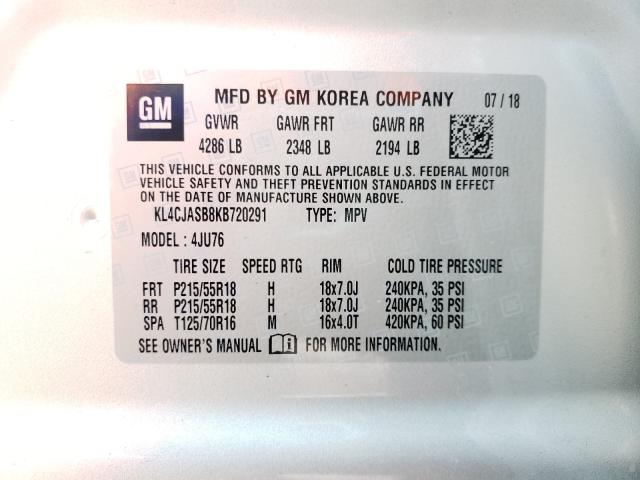 GM
MFD BY GM KOREA COMPANY 07 / 18
GVWR GAWR FRT GAWR RR
4286 LB 2348 LB 2194 LB
THIS VEHICLE CONFORMS TO ALL APPLICABLE U.S. FEDERAL MOTOR
VEHICLE SAFETY AND THEFT PREVENTION STANDARDS IN EFFECT
ON THE DATE OF MANUFACTURE SHOWN ABOVE.
KL4CJASB8KB720291 TYPE: MPV
MODEL : 4JU76
TIRE SIZE SPEED RTG RIM COLD TIRE PRESSURE
FRT P215/55R18 H 18x7.0J 240KPA, 35 PSI
RR P215/55R18 H 18x7.0J 240KPA, 35 PSI
SPA T125/70R16 M 16x4.0T 420KPA, 60 PSI
SEE OWNER'S MANUAL i FOR MORE INFORMATION.